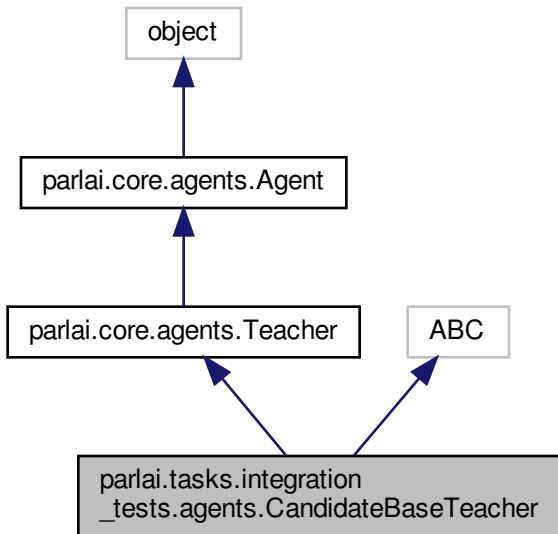 object
parlai.core.agents.Agent
parlai.core.agents.Teacher
ABC
parlai.tasks.integration
_tests.agents.CandidateBaseTeacher